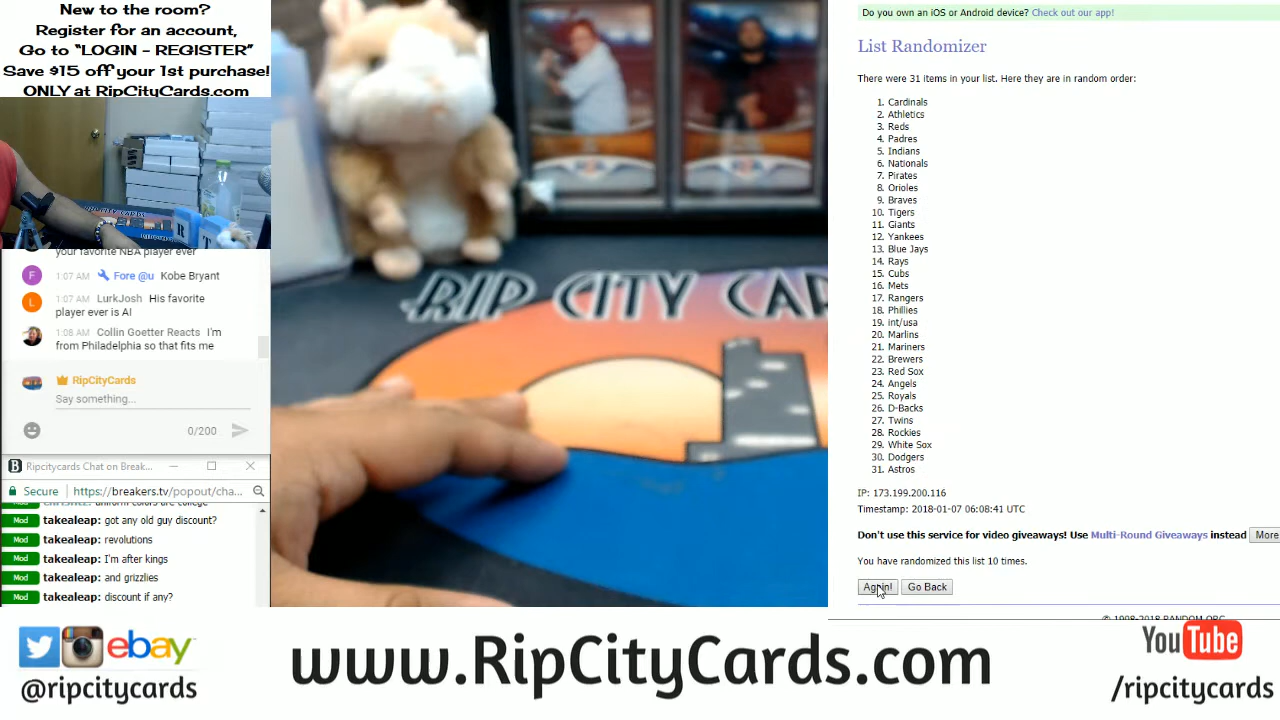 New to the room?
Register for an account,
Go to "LOGIN - REGISTER"
Save $15 off your 1st purchase!
ONLY at RipCityCards.com
RIP CITY CARDS
R
your favorite NBA player ever
F 1:07 AM Fore @u Kobe Bryant
L 1:07 AM LurkJosh His favorite
player ever is AI
1:08 AM Collin Goetter Reacts I'm
from Philadelphia so that fits me
RipCityCards
Say something...
0/200
Ripcitycards Chat on Break...
Secure https://breakers.tv/popout/cha...
uniform colors are college
Mod takealeap: got any old guy discount?
Mod takealeap: revolutions
Mod takealeap: I'm after kings
Mod takealeap: and grizzlies
Mod takealeap: discount if any?
RIP CITY CAR
Do you own an iOS or Android device? Check out our app!
List Randomizer
There were 31 items in your list. Here they are in random order:
1. Cardinals
2. Athletics
3. Reds
4. Padres
5. Indians
6. Nationals
7. Pirates
8. Orioles
9. Braves
10. Tigers
11. Giants
12. Yankees
13. Blue Jays
14. Rays
15. Cubs
16. Mets
17. Rangers
18. Phillies
19. int/usa
20. Marlins
21. Mariners
22. Brewers
23. Red Sox
24. Angels
25. Royals
26. D-Backs
27. Twins
28. Rockies
29. White Sox
30. Dodgers
31. Astros
IP: 173.199.200.116
Timestamp: 2018-01-07 06:08:41 UTC
Don't use this service for video giveaways! Use Multi-Round Giveaways instead More
You have randomized this list 10 times.
Again! Go Back
© 1998-2018 RANDOM.ORG
ebay
@ripcitycards
www.RipCityCards.com
YouTube
/ripcitycards